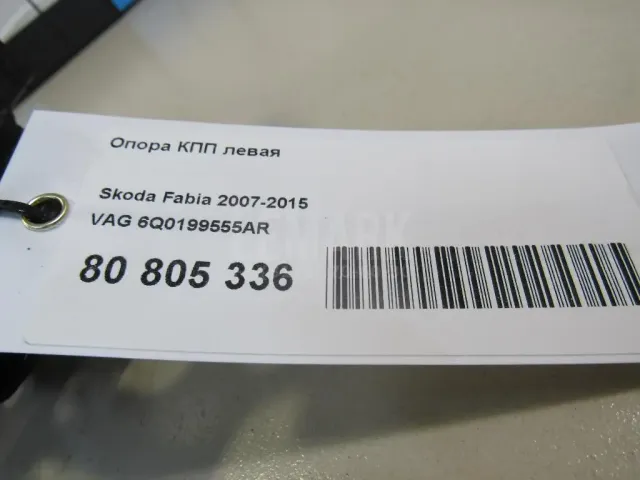 Опора КПП левая
Skoda Fabia 2007-2015
VAG 6Q0199555AR
80 805 336